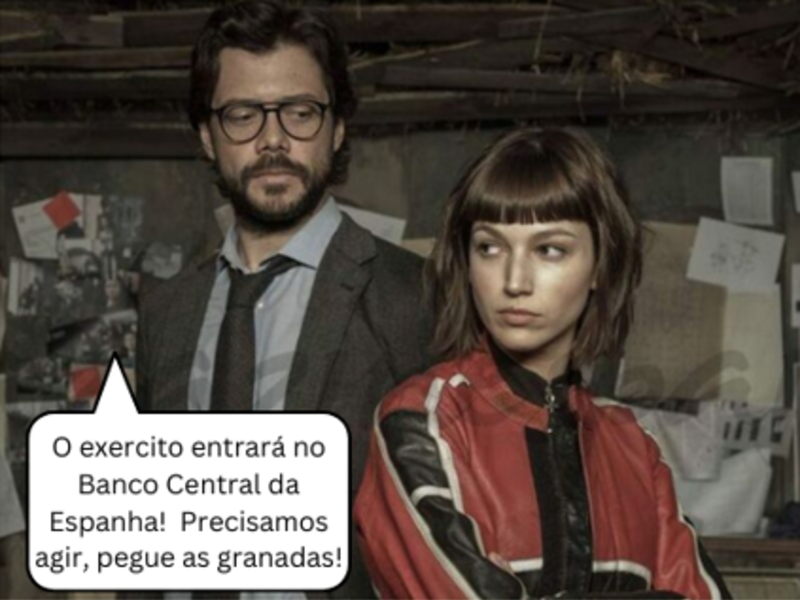 O exercito entrará no
Banco Central da
Espanha! Precisamos
agir, pegue as granadas!